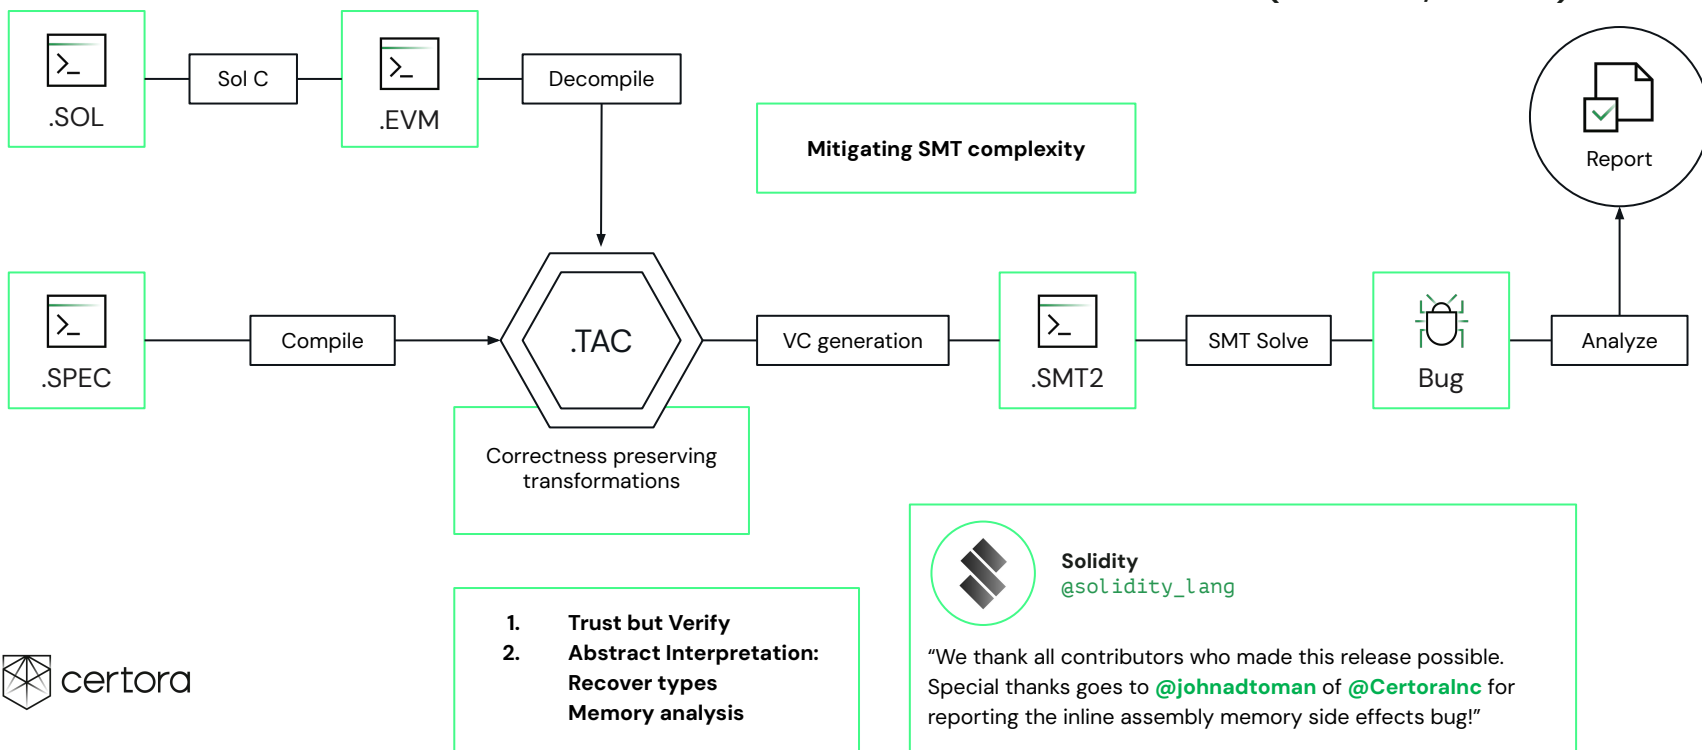 .SOL
Sol C
.EVM
Decompile
Mitigating SMT complexity
Report
.SPEC
Compile
.TAC
VC generation
.SMT2
SMT Solve
Bug
Analyze
Correctness preserving
transformations
1. Trust but Verify
2. Abstract Interpretation:
Recover types
Memory analysis
Solidity
@solidity_lang
“We thank all contributors who made this release possible.
Special thanks goes to @johnadtoman of @CertoraInc for
reporting the inline assembly memory side effects bug!”
certora